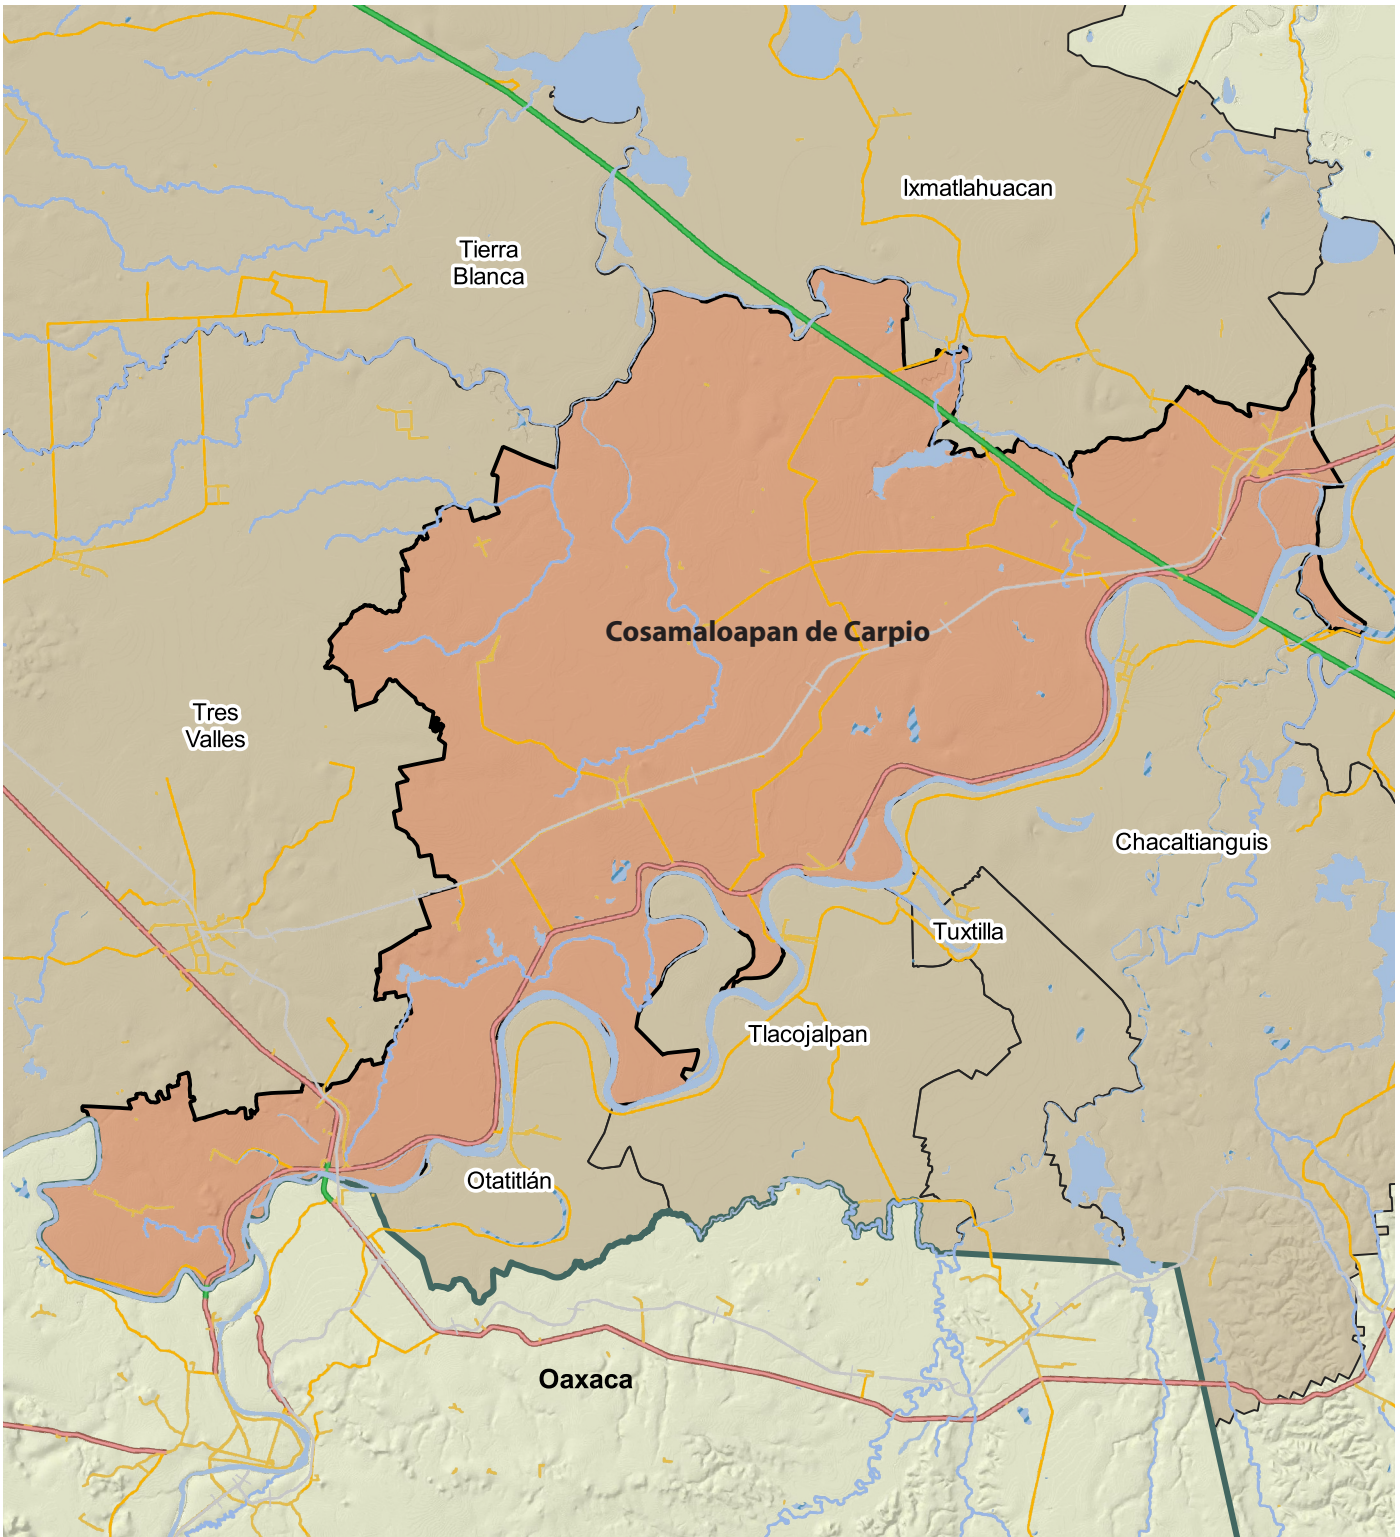 Ixmatlahuacan
Tierra
Blanca
Cosamaloapan de Carpio
Tres
Valles
Chacaltianguis
Tuxtilla
Tlacojalpan
Otatitlán
Oaxaca